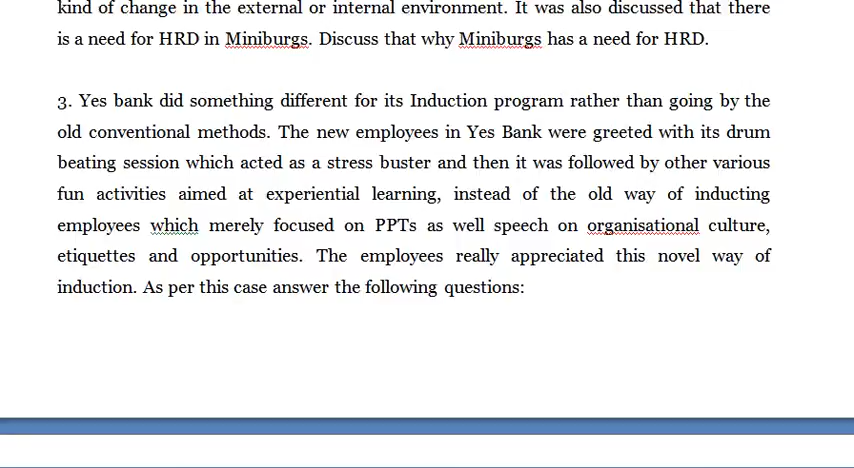 kind of change in the external or internal environment. It was also discussed that there
is a need for HRD in Miniburgs. Discuss that why Miniburgs has a need for HRD.
3. Yes bank did something different for its Induction program rather than going by the
old conventional methods. The new employees in Yes Bank were greeted with its drum
beating session which acted as a stress buster and then it was followed by other various
fun activities aimed at experiential learning, instead of the old way of inducting
employees which merely focused on PPTs as well speech on organisational culture,
etiquettes and opportunities. The employees really appreciated this novel way of
induction. As per this case answer the following questions: